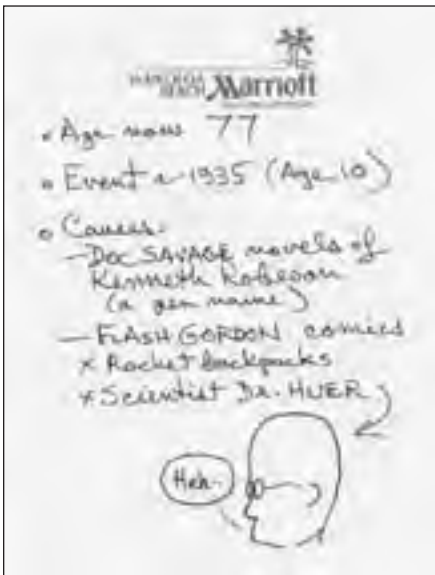 BEACH Marriott
• Age now 77
• Event ~ 1935 (Age 10)
• Causes -
- Doc SAVAGE novels of
Kenneth Robeson
(a pen name)
- FLASH GORDON comics
x Rocket backpacks
x Scientist Dr. HUER
Heh -